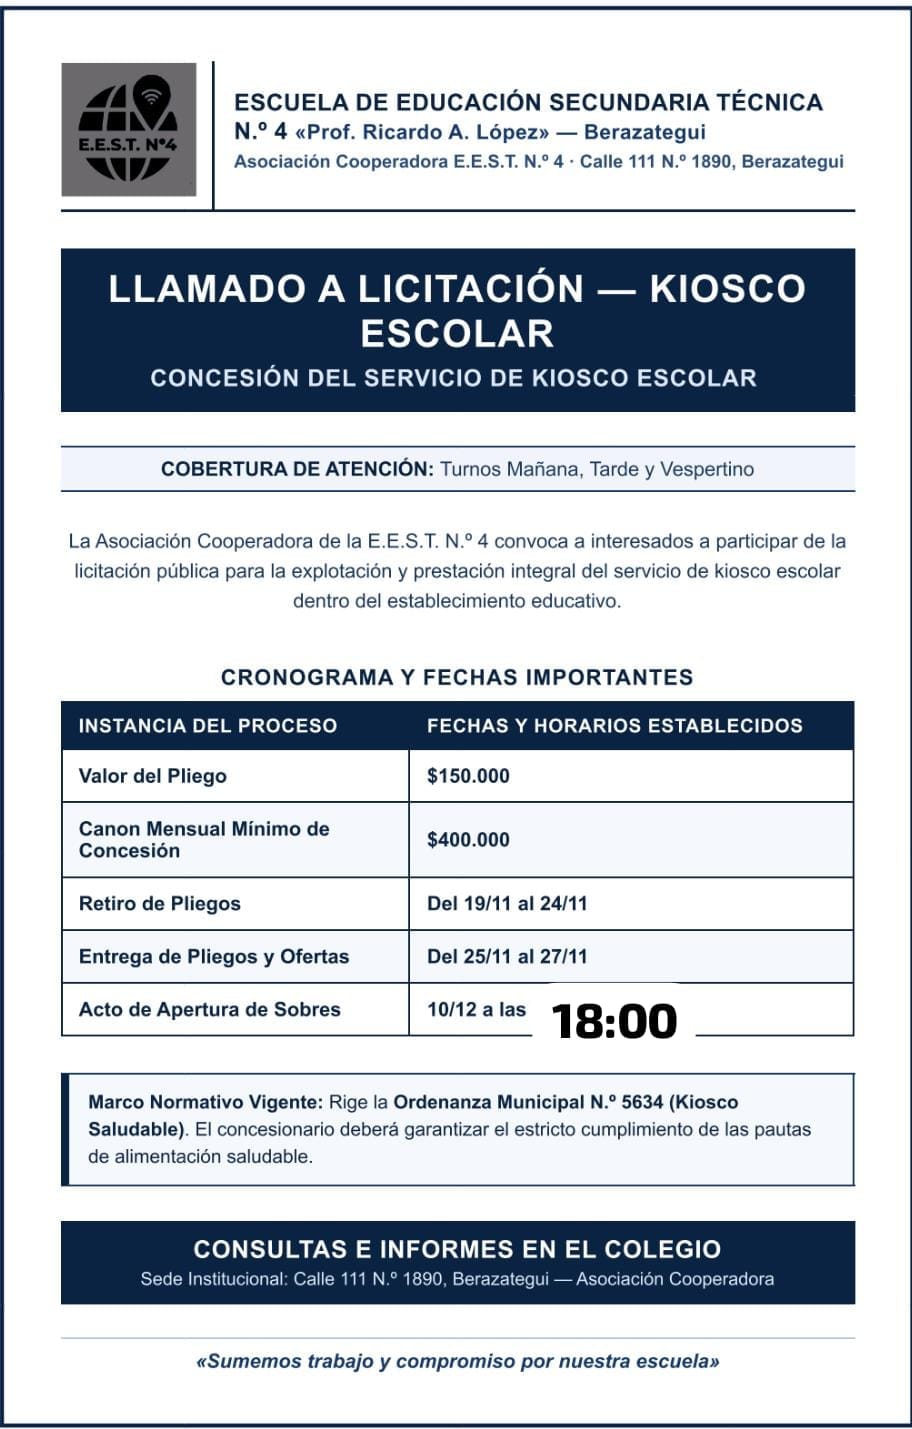 E.E.S.T. Nº4
ESCUELA DE EDUCACIÓN SECUNDARIA TÉCNICA
N.º 4 «Prof. Ricardo A. López» — Berazategui
Asociación Cooperadora E.E.S.T. N.º 4 · Calle 111 N.º 1890, Berazategui
LLAMADO A LICITACIÓN — KIOSCO
ESCOLAR
CONCESIÓN DEL SERVICIO DE KIOSCO ESCOLAR
COBERTURA DE ATENCIÓN: Turnos Mañana, Tarde y Vespertino
La Asociación Cooperadora de la E.E.S.T. N.º 4 convoca a interesados a participar de la
licitación pública para la explotación y prestación integral del servicio de kiosco escolar
dentro del establecimiento educativo.
CRONOGRAMA Y FECHAS IMPORTANTES
INSTANCIA DEL PROCESO FECHAS Y HORARIOS ESTABLECIDOS
Valor del Pliego $150.000
Canon Mensual Mínimo de
Concesión $400.000
Retiro de Pliegos Del 19/11 al 24/11
Entrega de Pliegos y Ofertas Del 25/11 al 27/11
Acto de Apertura de Sobres 10/12 a las 18:00
Marco Normativo Vigente: Rige la Ordenanza Municipal N.º 5634 (Kiosco
Saludable). El concesionario deberá garantizar el estricto cumplimiento de las pautas
de alimentación saludable.
CONSULTAS E INFORMES EN EL COLEGIO
Sede Institucional: Calle 111 N.º 1890, Berazategui — Asociación Cooperadora
«Sumemos trabajo y compromiso por nuestra escuela»